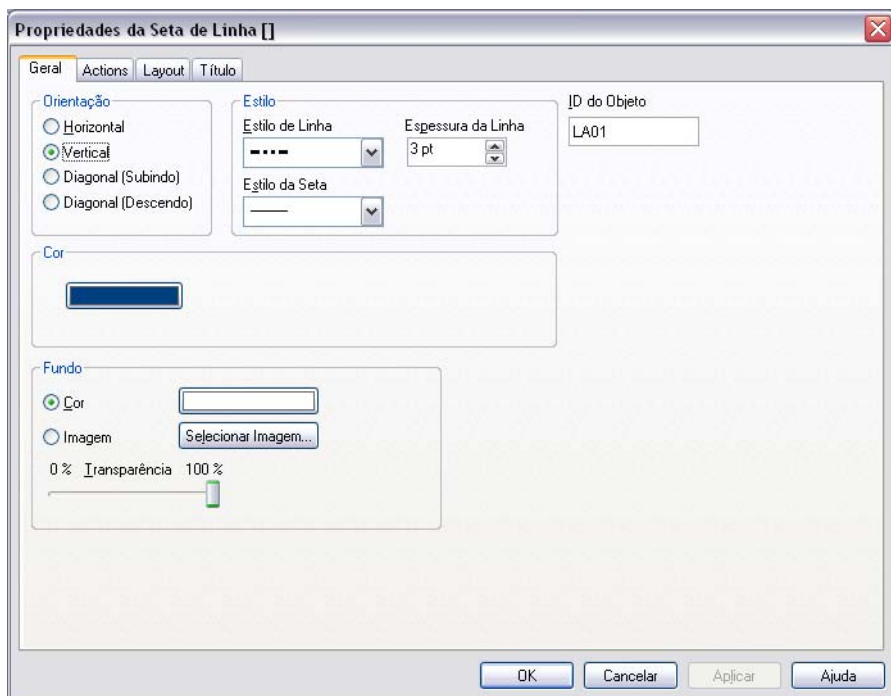 Propriedades da Seta de Linha []
Geral Actions Layout Título
Orientação
Horizontal
Vertical
Diagonal (Subindo)
Diagonal (Descendo)
Estilo
Estilo de Linha
Espessura da Linha
3 pt
Estilo da Seta
ID do Objeto
LA01
Cor
Fundo
Cor
Imagem
Selecionar Imagem...
0 % Transparência 100 %
OK Cancelar Aplicar Ajuda